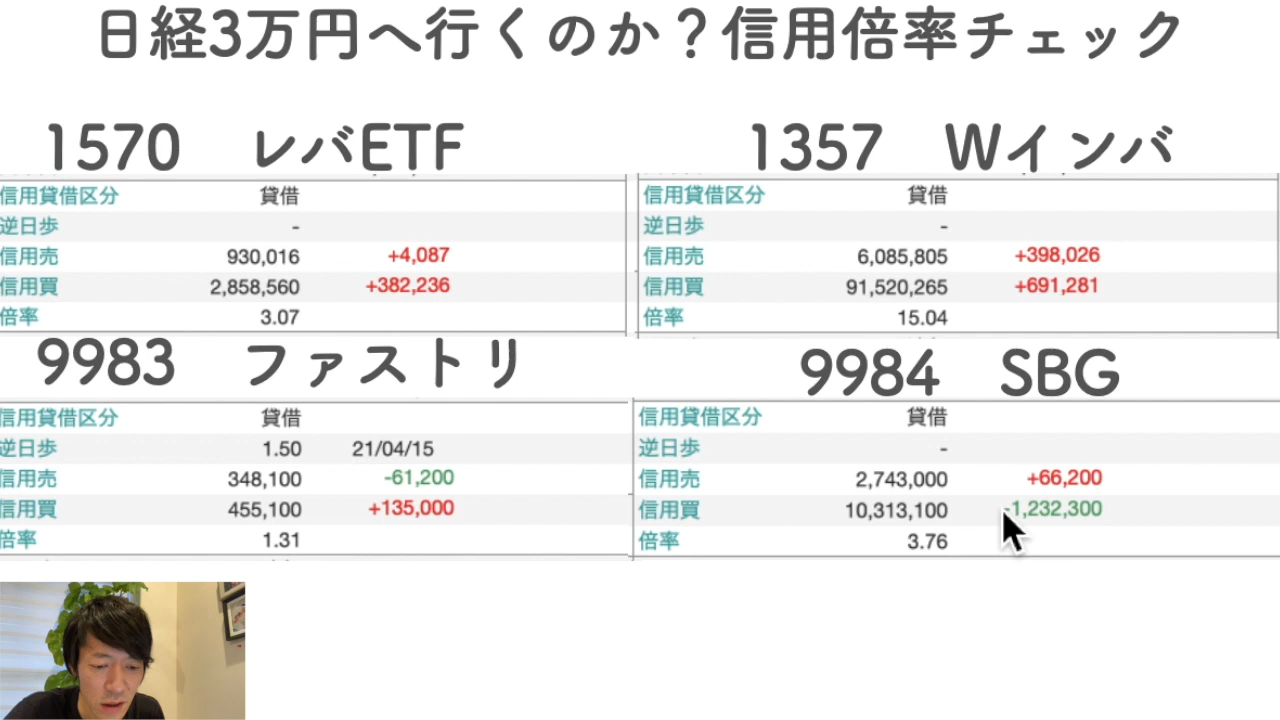 日経3万円へ行くのか？信用倍率チェック
1570 レバETF
信用貸借区分 貸借
逆日歩 -
信用売 930,016 +4,087
信用買 2,858,560 +382,236
倍率 3.07
1357 Wインバ
信用貸借区分 貸借
逆日歩 -
信用売 6,085,805 +398,026
信用買 91,520,265 +691,281
倍率 15.04
9983 ファストリ
信用貸借区分 貸借
逆日歩 1.50 21/04/15
信用売 348,100 -61,200
信用買 455,100 +135,000
倍率 1.31
9984 SBG
信用貸借区分 貸借
逆日歩 -
信用売 2,743,000 +66,200
信用買 10,313,100 -1,232,300
倍率 3.76